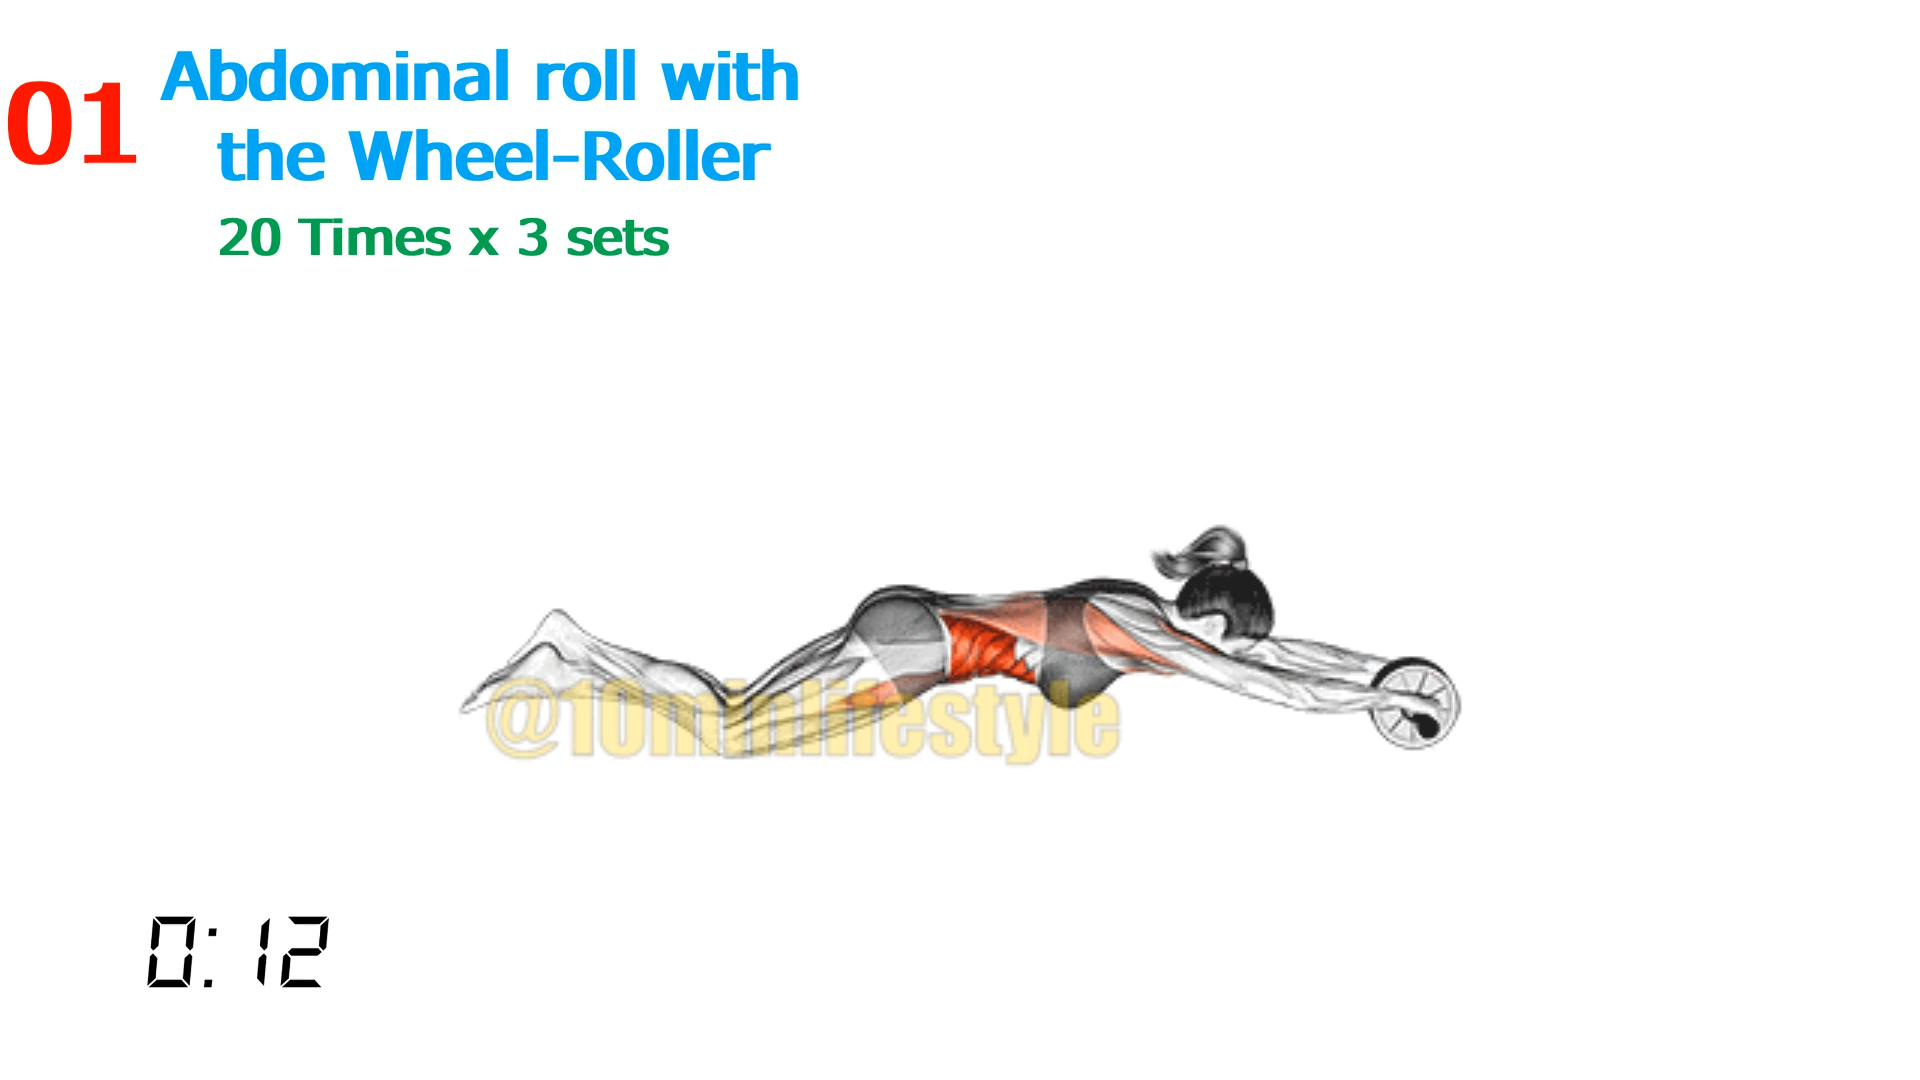 01
Abdominal roll with
the Wheel-Roller
20 Times x 3 sets
@10minlifestyle
0:12